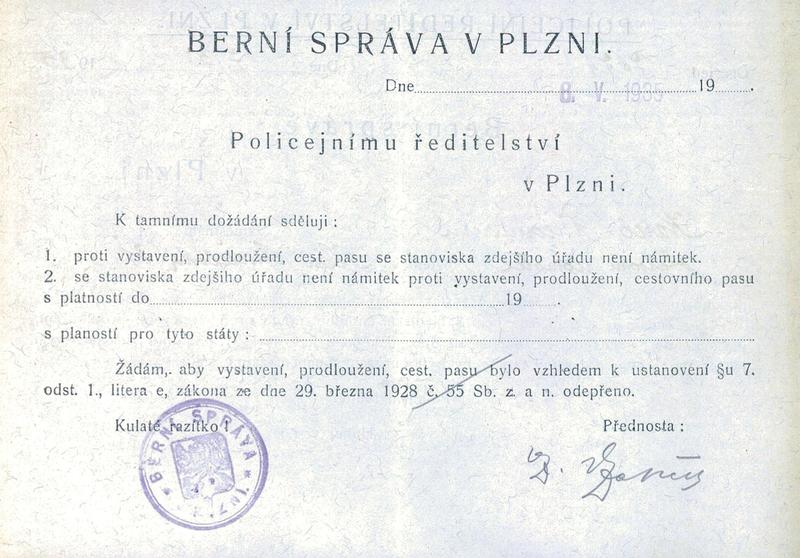 BERNÍ SPRÁVA V PLZNI.
Dne 8. V. 1935 19 .
Policejnímu ředitelství
v Plzni.
K tamnímu dožádání sděluji :
1. proti vystavení, prodloužení, cest. pasu se stanoviska zdejšího úřadu není námitek.
2. se stanoviska zdejšího úřadu není námitek proti vystavení, prodloužení, cestovního pasu
s platností do 19 .
s plaností pro tyto státy :
Žádám, aby vystavení, prodloužení, cest. pasu bylo vzhledem k ustanovení §u 7.
odst. 1., litera e, zákona ze dne 29. března 1928 č. 55 Sb. z. a n. odepřeno.
Kulaté razítko !
Přednosta :
BERNÍ SPRÁVA